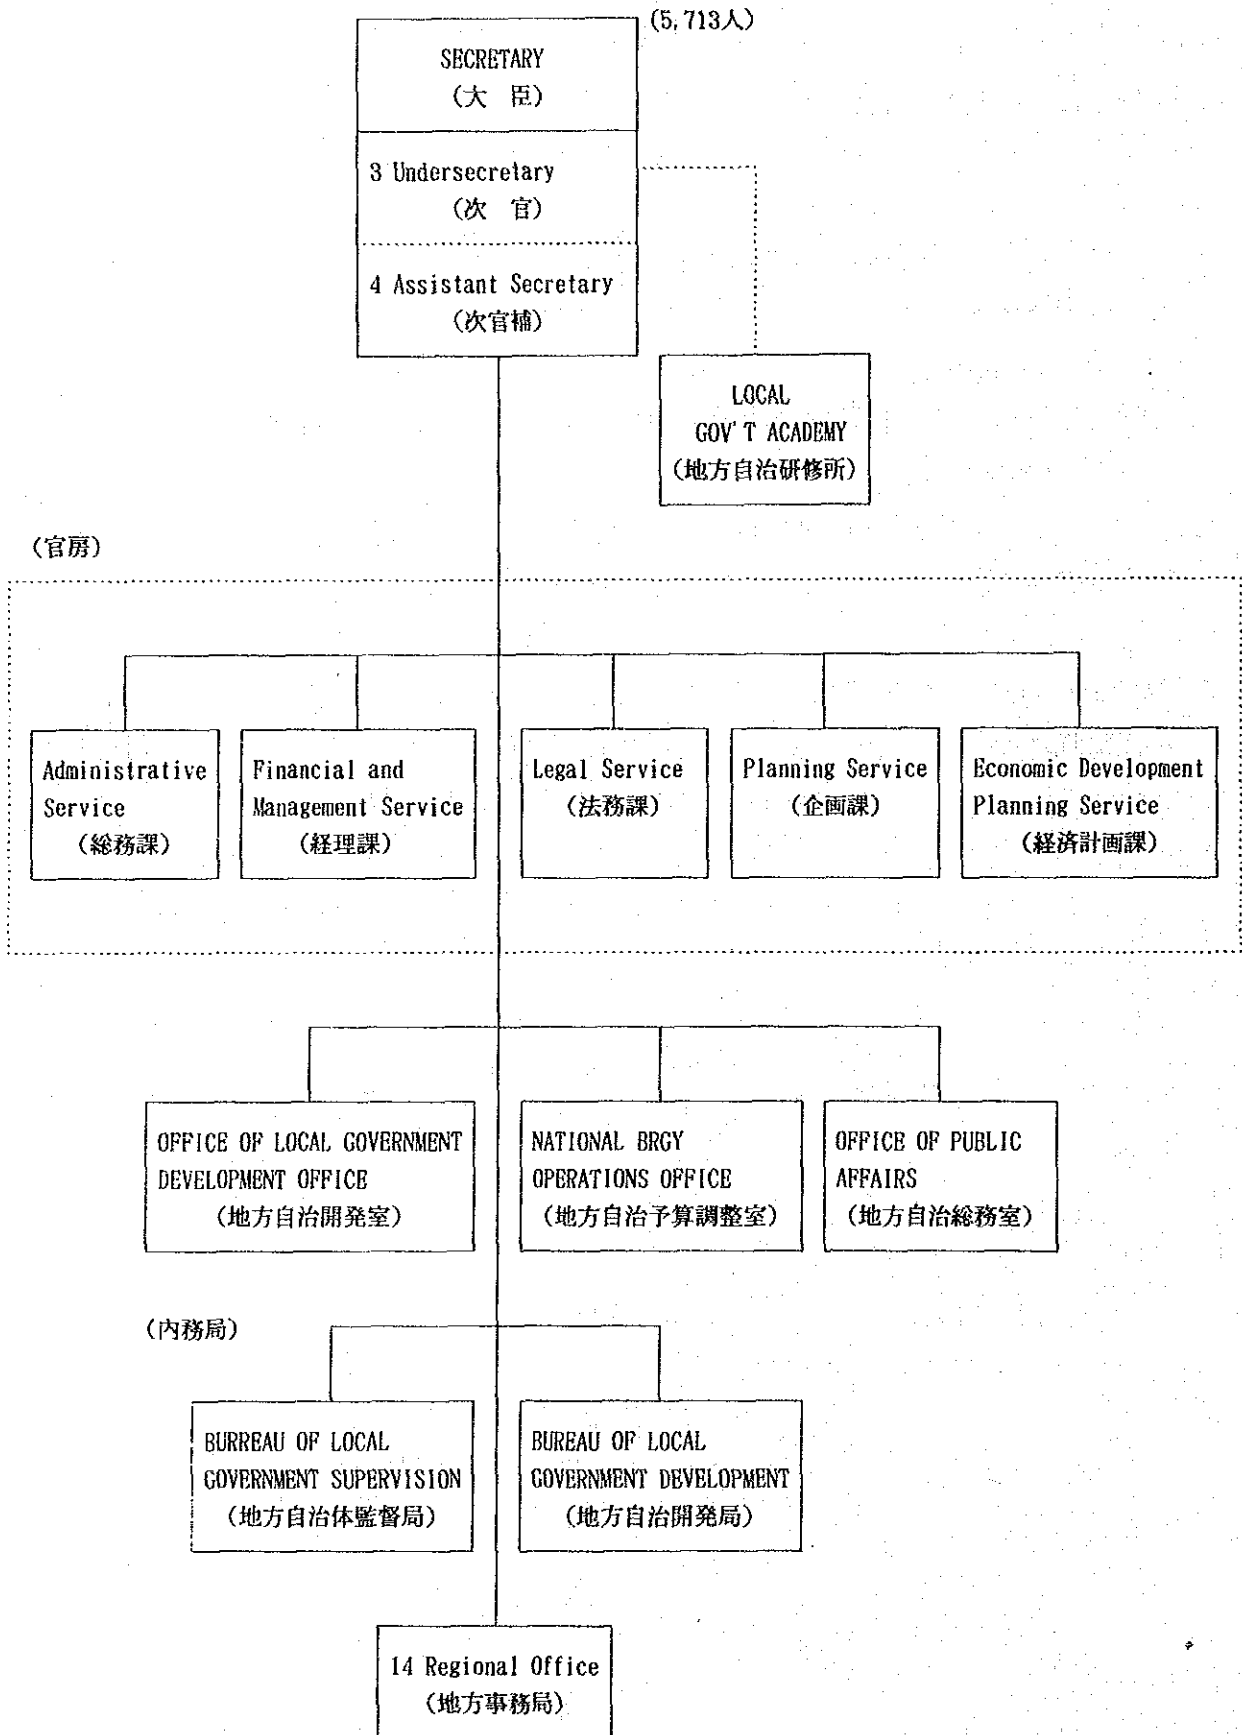 (5,713人)
SECRETARY
(大 臣)
3 Undersecretary
(次 官)
4 Assistant Secretary
(次官補)
LOCAL
GOV'T ACADEMY
(地方自治研修所)
(官房)
Administrative
Service
(総務課)
Financial and
Management Service
(経理課)
Legal Service
(法務課)
Planning Service
(企画課)
Economic Development
Planning Service
(経済計画課)
OFFICE OF LOCAL GOVERNMENT
DEVELOPMENT OFFICE
(地方自治開発室)
NATIONAL BRGY
OPERATIONS OFFICE
(地方自治予算調整室)
OFFICE OF PUBLIC
AFFAIRS
(地方自治総務室)
(内務局)
BURREAU OF LOCAL
GOVERNMENT SUPERVISION
(地方自治体監督局)
BUREAU OF LOCAL
GOVERNMENT DEVELOPMENT
(地方自治開発局)
14 Regional Office
(地方事務局)